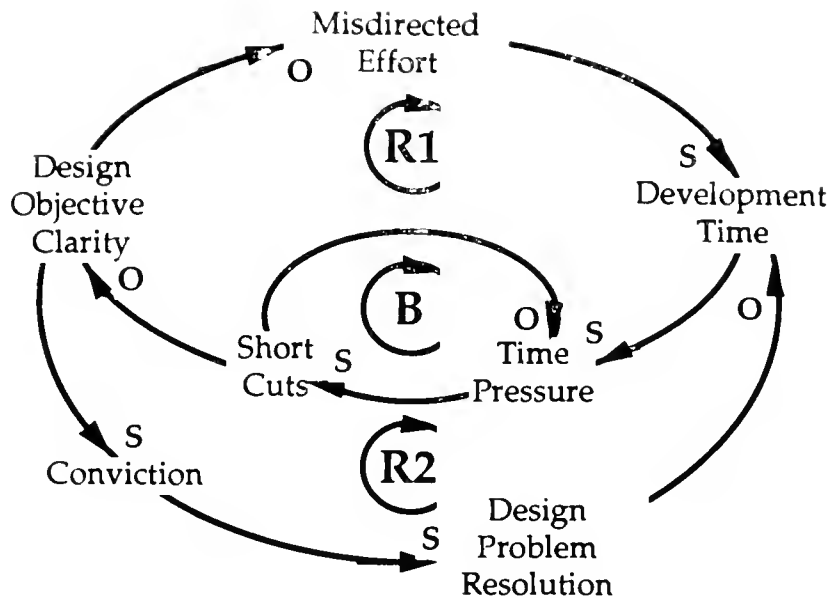 Misdirected
Effort
O
R1
S
Design
Objective
Clarity
Development
Time
O
B
O
S
O
Short
Cuts
S
Time
Pressure
S
Conviction
R2
S
Design
Problem
Resolution